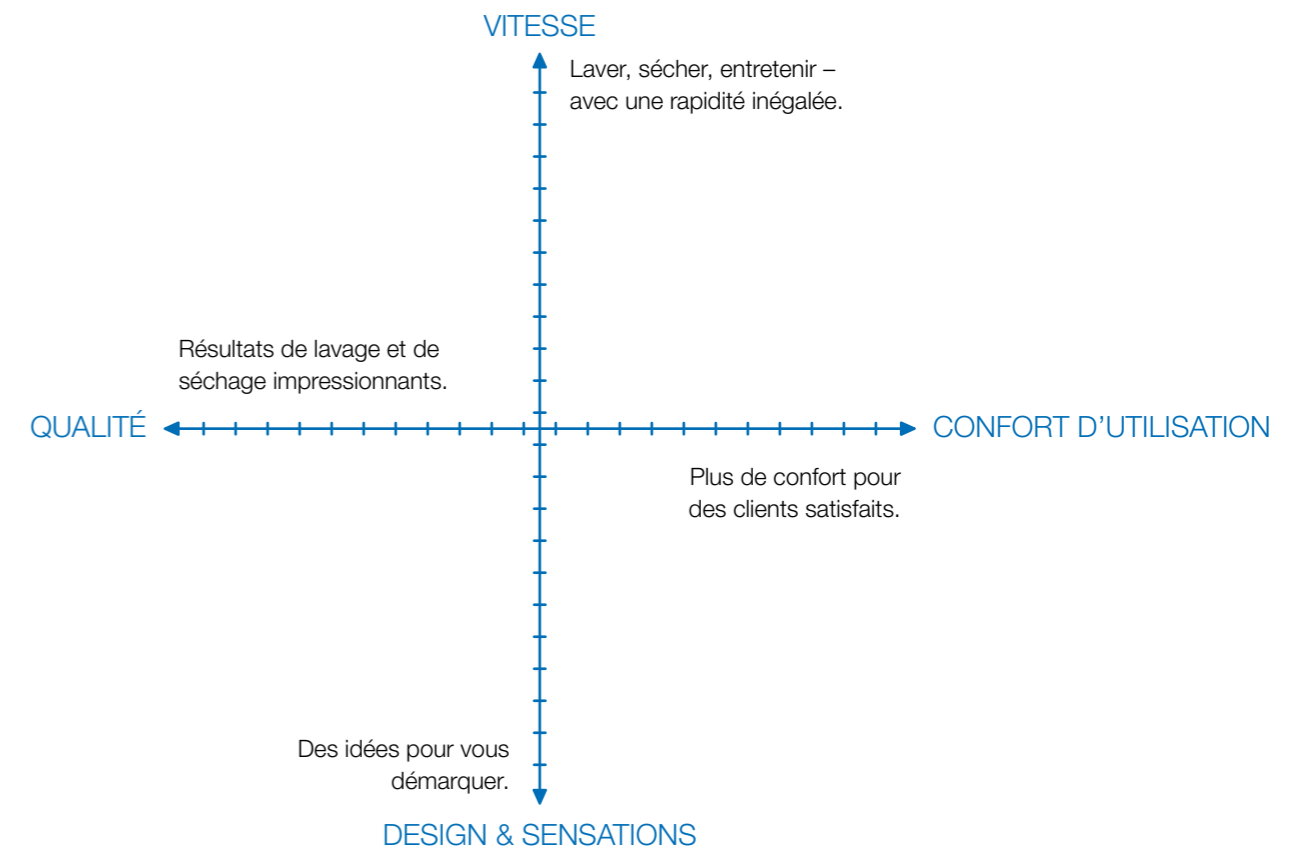 VITESSE
Laver, sécher, entretenir –
avec une rapidité inégalée.
Résultats de lavage et de
séchage impressionnants.
QUALITÉ
CONFORT D’UTILISATION
Plus de confort pour
des clients satisfaits.
Des idées pour vous
démarquer.
DESIGN & SENSATIONS